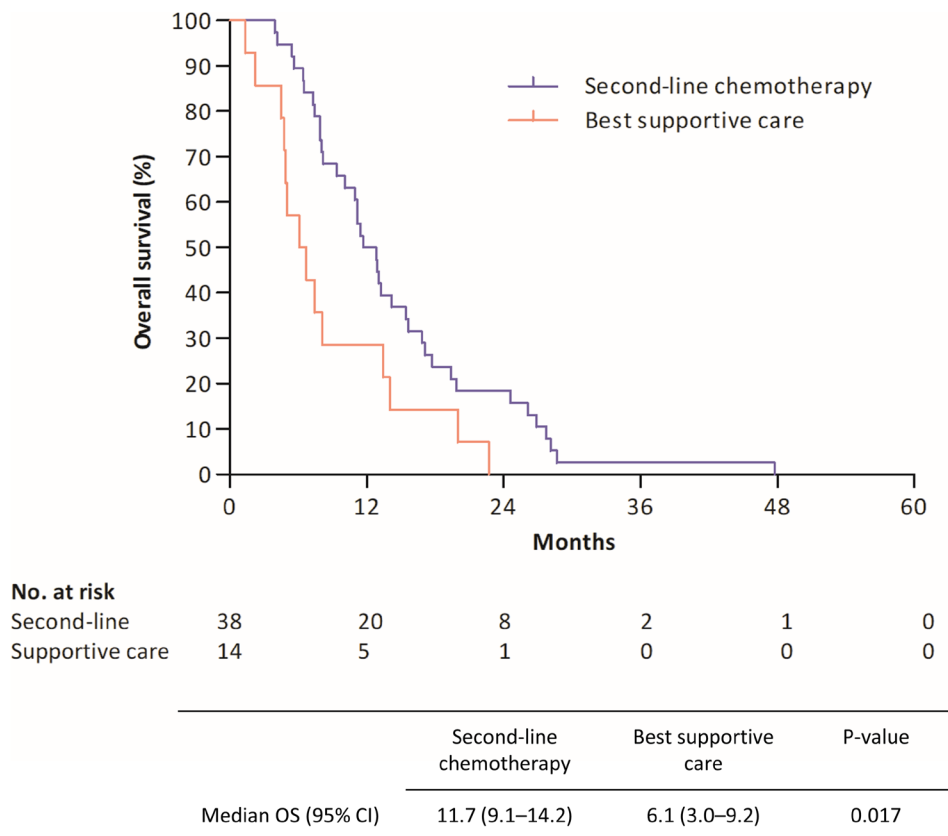 100
90
80
70
60
50
40
30
20
10
0
Overall survival (%)
Second-line chemotherapy
Best supportive care
0 12 24 36 48 60
Months
No. at risk
Second-line 38 20 8 2 1 0
Supportive care 14 5 1 0 0 0
Second-line Best supportive P-value
chemotherapy care
Median OS (95% CI) 11.7 (9.1–14.2) 6.1 (3.0–9.2) 0.017